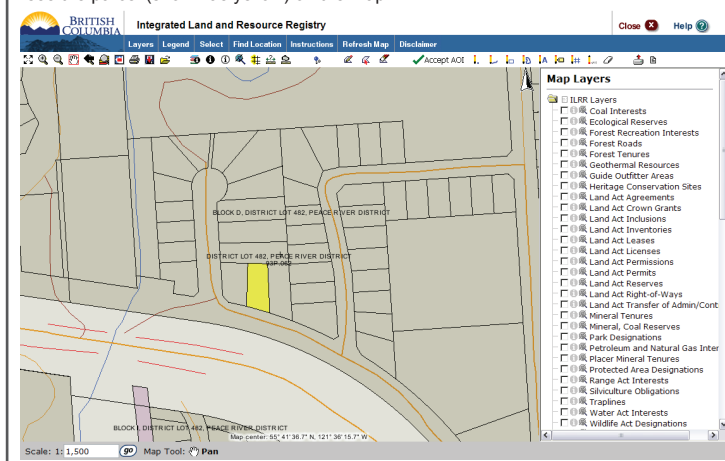 BRITISH
COLUMBIA
Integrated Land and Resource Registry
Close
Help
Layers Legend Select Find Location Instructions Refresh Map Disclaimer
Accept AOI
Map Layers
ILRR Layers
Coal Interests
Ecological Reserves
Forest Recreation Interests
Forest Roads
Forest Tenures
Geothermal Resources
Guide Outfitter Areas
Heritage Conservation Sites
Land Act Agreements
Land Act Crown Grants
Land Act Inclusions
Land Act Inventories
Land Act Leases
Land Act Licenses
Land Act Permissions
Land Act Permits
Land Act Reserves
Land Act Right-of-Ways
Land Act Transfer of Admin/Cont
Mineral Tenures
Mineral, Coal Reserves
Park Designations
Petroleum and Natural Gas Inter
Placer Mineral Tenures
Protected Area Designations
Range Act Interests
Silviculture Obligations
Traplines
Water Act Interests
Wildlife Act Designations
BLOCK D, DISTRICT LOT 482, PEACE RIVER DISTRICT
DISTRICT LOT 482, PEACE RIVER DISTRICT
93P.062
BLOCK I, DISTRICT LOT 482, PEACE RIVER DISTRICT
Map center: 55° 41' 36.7" N, 121° 36' 15.7" W
Scale: 1: 1,500 go Map Tool: Pan